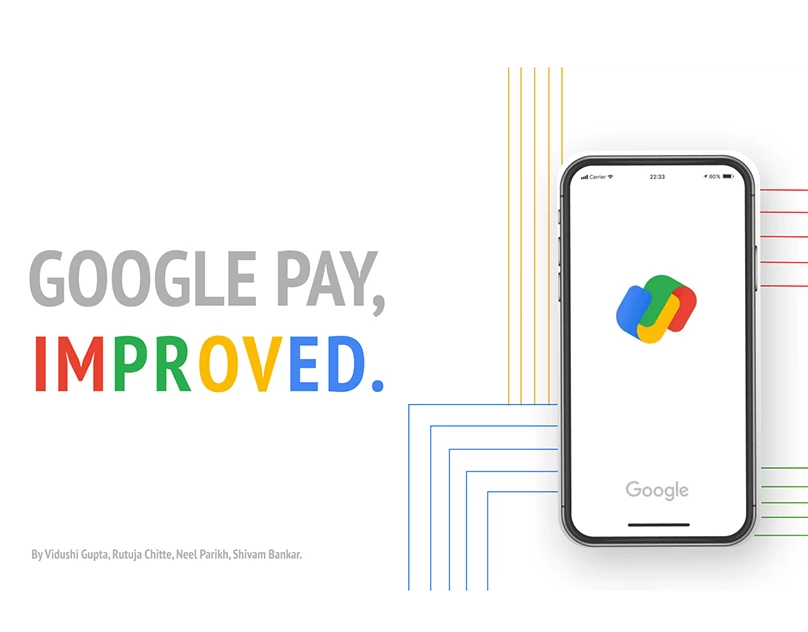 Carrier 22:33 80%
GOOGLE PAY,
IMPROVED.
Google
By Vidushi Gupta, Rutuja Chitte, Neel Parikh, Shivam Bankar.